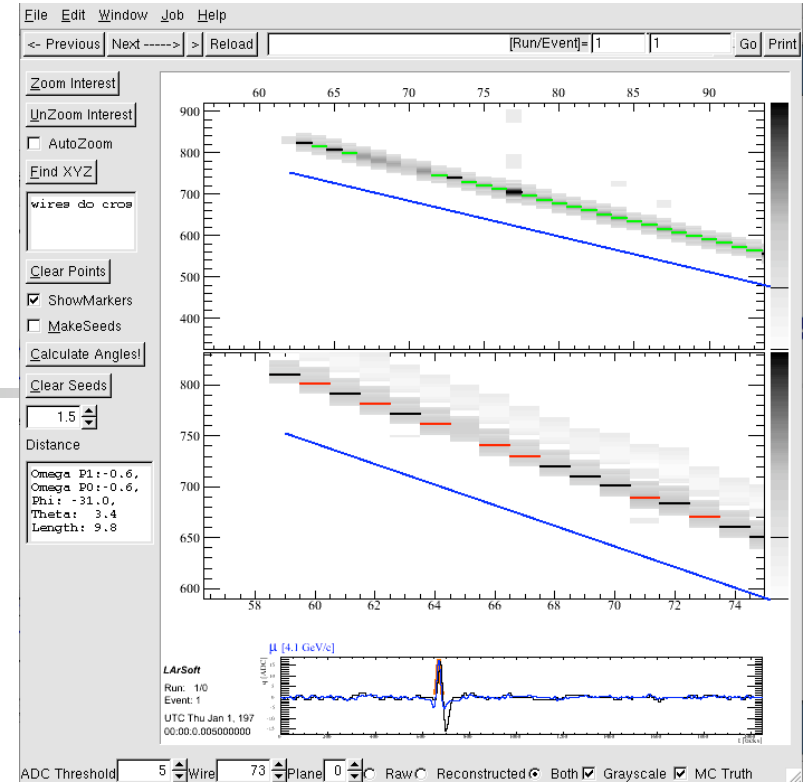 File Edit Window Job Help
<- Previous Next -----> > Reload [Run/Event]= 1 1 Go Print
Zoom Interest
UnZoom Interest
AutoZoom
Find XYZ
wires do cros
Clear Points
ShowMarkers
MakeSeeds
Calculate Angles!
Clear Seeds
1.5
Distance
Omega P1:-0.6,
Omega P0:-0.6,
Phi: -31.0,
Theta: 3.4
Length: 9.8
60 65 70 75 80 85 90
900
800
700
600
500
400
800
750
700
650
600
58 60 62 64 66 68 70 72 74
μ [4.1 GeV/c]
LArSoft
Run: 1/0
Event: 1
UTC Thu Jan 1, 197
00:00:0.005000000
q [ADC]
t [ticks]
ADC Threshold 5 Wire 73 Plane 0 Raw Reconstructed Both Grayscale MC Truth